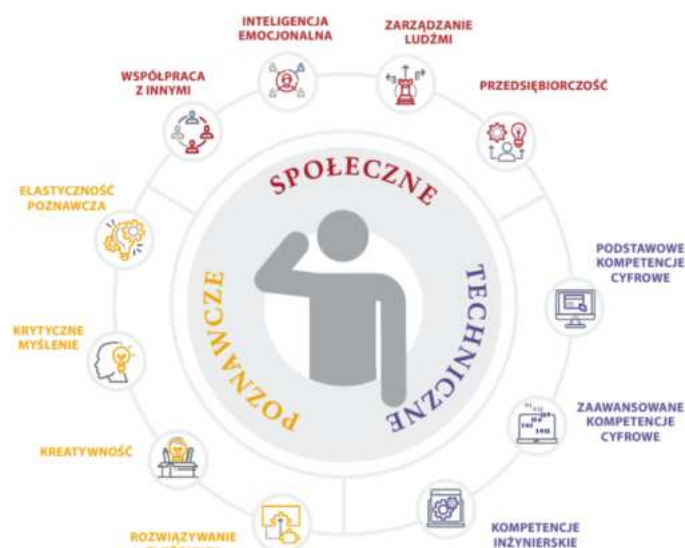 INTELIGENCJA
EMOCJONALNA
ZARZĄDZANIE
LUDŹMI
WSPÓŁPRACA
Z INNYMI
PRZEDSIĘBIORCZOŚĆ
SPOŁECZNE
ELASTYCZNOŚĆ
POZNAWCZA
PODSTAWOWE
KOMPETENCJE
CYFROWE
POZNAWCZE
TECHNICZNE
KRYTYCZNE
MYŚLENIE
ZAAWANSOWANE
KOMPETENCJE
CYFROWE
KREATYWNOŚĆ
KOMPETENCJE
INŻYNIERSKIE
ROZWIĄZYWANIE